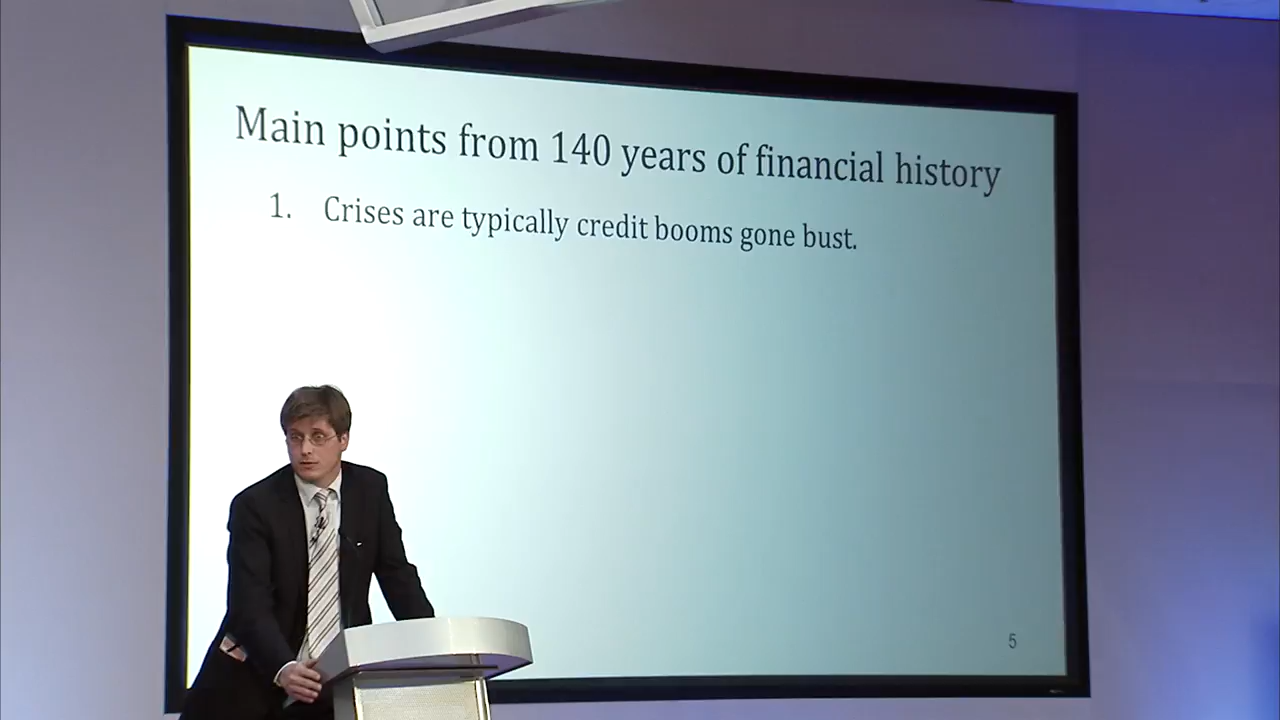 Main points from 140 years of financial history
1. Crises are typically credit booms gone bust.
5